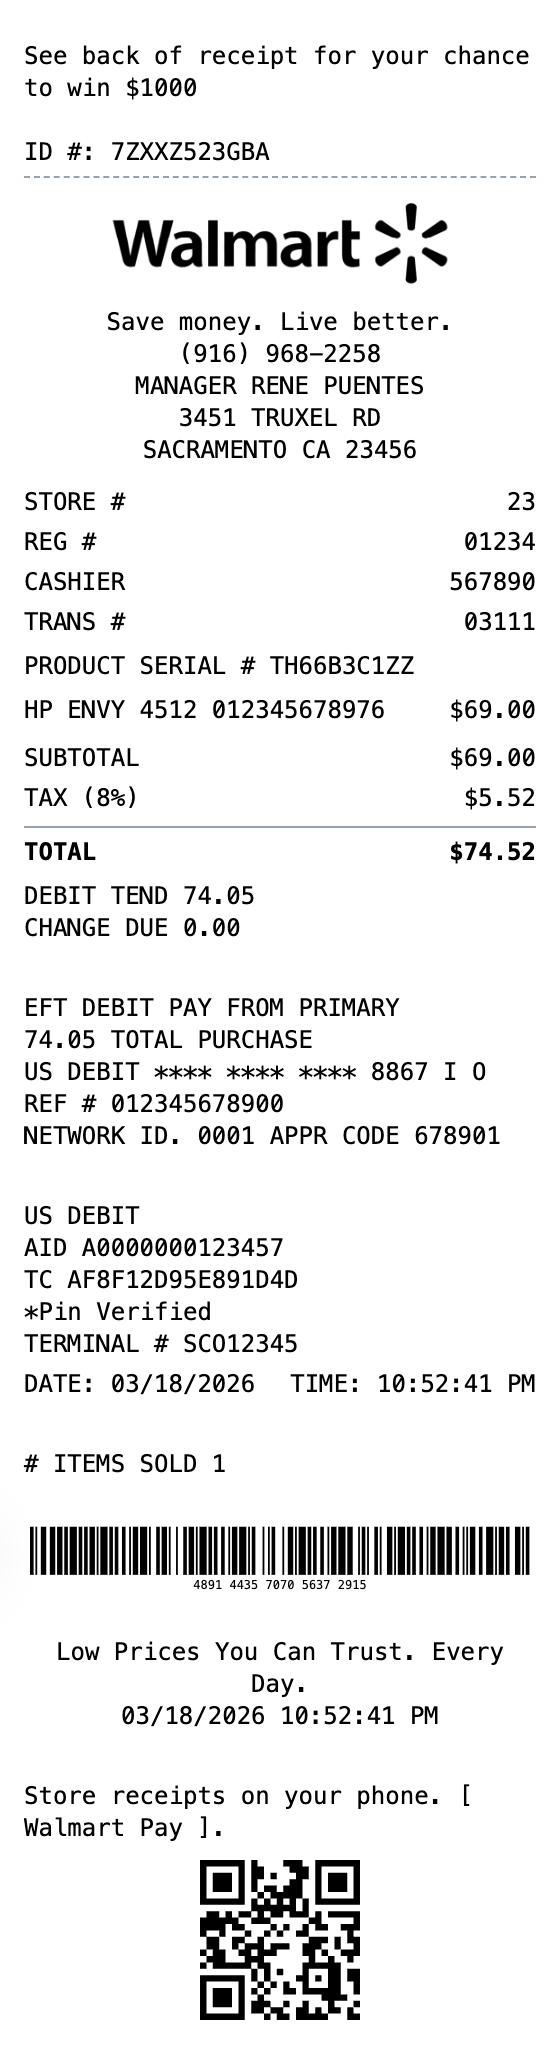 See back of receipt for your chance
to win $1000
ID #: 7ZXXZ523GBA
Walmart
Save money. Live better.
(916) 968-2258
MANAGER RENE PUENTES
3451 TRUXEL RD
SACRAMENTO CA 23456
STORE # 23
REG # 01234
CASHIER 567890
TRANS # 03111
PRODUCT SERIAL # TH66B3C1ZZ
HP ENVY 4512 012345678976 $69.00
SUBTOTAL $69.00
TAX (8%) $5.52
TOTAL $74.52
DEBIT TEND 74.05
CHANGE DUE 0.00
EFT DEBIT PAY FROM PRIMARY
74.05 TOTAL PURCHASE
US DEBIT **** **** **** 8867 I O
REF # 012345678900
NETWORK ID. 0001 APPR CODE 678901
US DEBIT
AID A0000000123457
TC AF8F12D95E891D4D
*Pin Verified
TERMINAL # SCO12345
DATE: 03/18/2026 TIME: 10:52:41 PM
# ITEMS SOLD 1
4891 4435 7070 5637 2915
Low Prices You Can Trust. Every
Day.
03/18/2026 10:52:41 PM
Store receipts on your phone. [
Walmart Pay ].